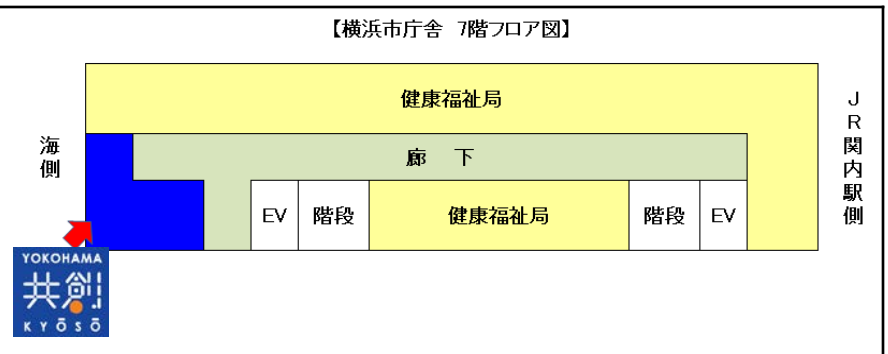 【横浜市庁舎 7階フロア図】
健康福祉局
海側
廊 下
JR関内駅側
EV
階段
健康福祉局
階段
EV
YOKOHAMA
共創
KYŌSŌ